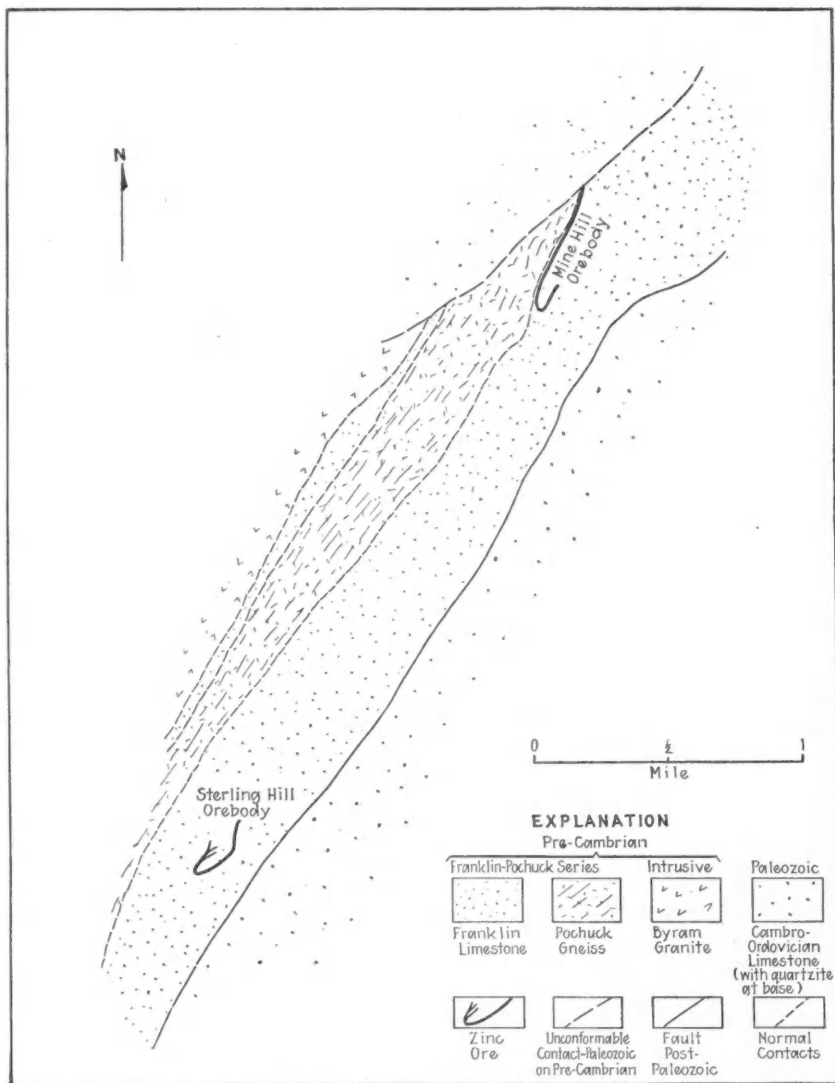 N
Mine Hill
Orebody
0 ½ 1
Mile
Sterling Hill
Orebody
EXPLANATION
Pre-Cambrian
Franklin-Pochuck Series Intrusive Paleozoic
Franklin
Limestone
Pochuck
Gneiss
Byram
Granite
Cambro-
Ordovician
Limestone
(with quartzite
at base)
Zinc
Ore
Unconformable
Contact-Paleozoic
on Pre-Cambrian
Fault
Post-
Paleozoic
Normal
Contacts